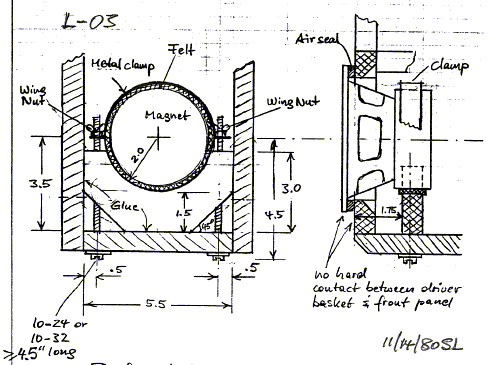 L-03
Felt
Metal clamp
Wing
Nut
Magnet
Wing Nut
2.0
3.5
Glue
1.5
45°
3.0
4.5
.5
.5
5.5
10-24 or
10-32
≥4.5" long
Air seal
Clamp
1.75
no hard
contact between driver
basket & front panel
11/14/80SL